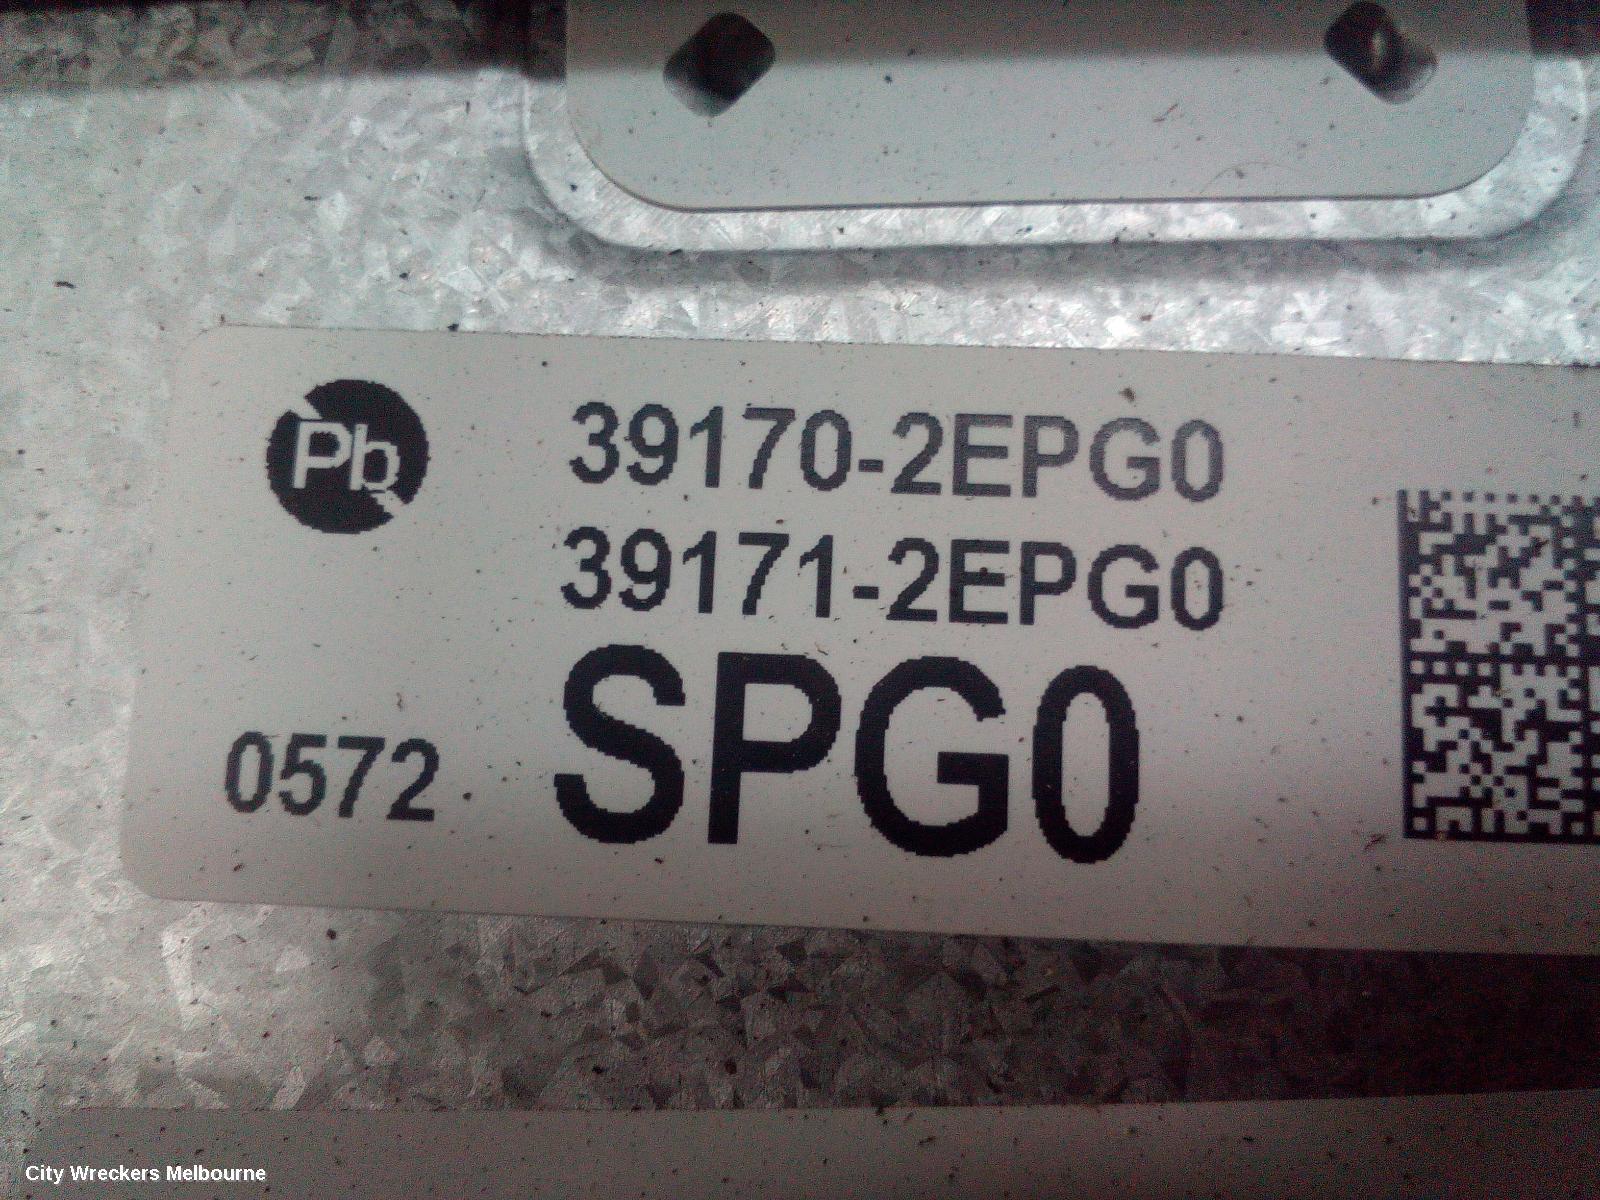 Pb
39170-2EPG0
39171-2EPG0
0572 SPG0
City Wreckers Melbourne